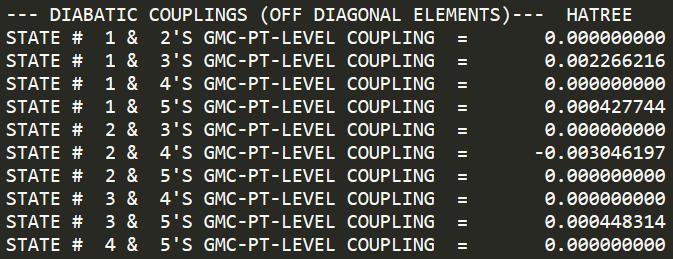 --- DIABATIC COUPLINGS (OFF DIAGONAL ELEMENTS)---  HATREE
STATE #  1 &  2'S GMC-PT-LEVEL COUPLING  =       0.000000000
STATE #  1 &  3'S GMC-PT-LEVEL COUPLING  =       0.002266216
STATE #  1 &  4'S GMC-PT-LEVEL COUPLING  =       0.000000000
STATE #  1 &  5'S GMC-PT-LEVEL COUPLING  =       0.000427744
STATE #  2 &  3'S GMC-PT-LEVEL COUPLING  =       0.000000000
STATE #  2 &  4'S GMC-PT-LEVEL COUPLING  =      -0.003046197
STATE #  2 &  5'S GMC-PT-LEVEL COUPLING  =       0.000000000
STATE #  3 &  4'S GMC-PT-LEVEL COUPLING  =       0.000000000
STATE #  3 &  5'S GMC-PT-LEVEL COUPLING  =       0.000448314
STATE #  4 &  5'S GMC-PT-LEVEL COUPLING  =       0.000000000